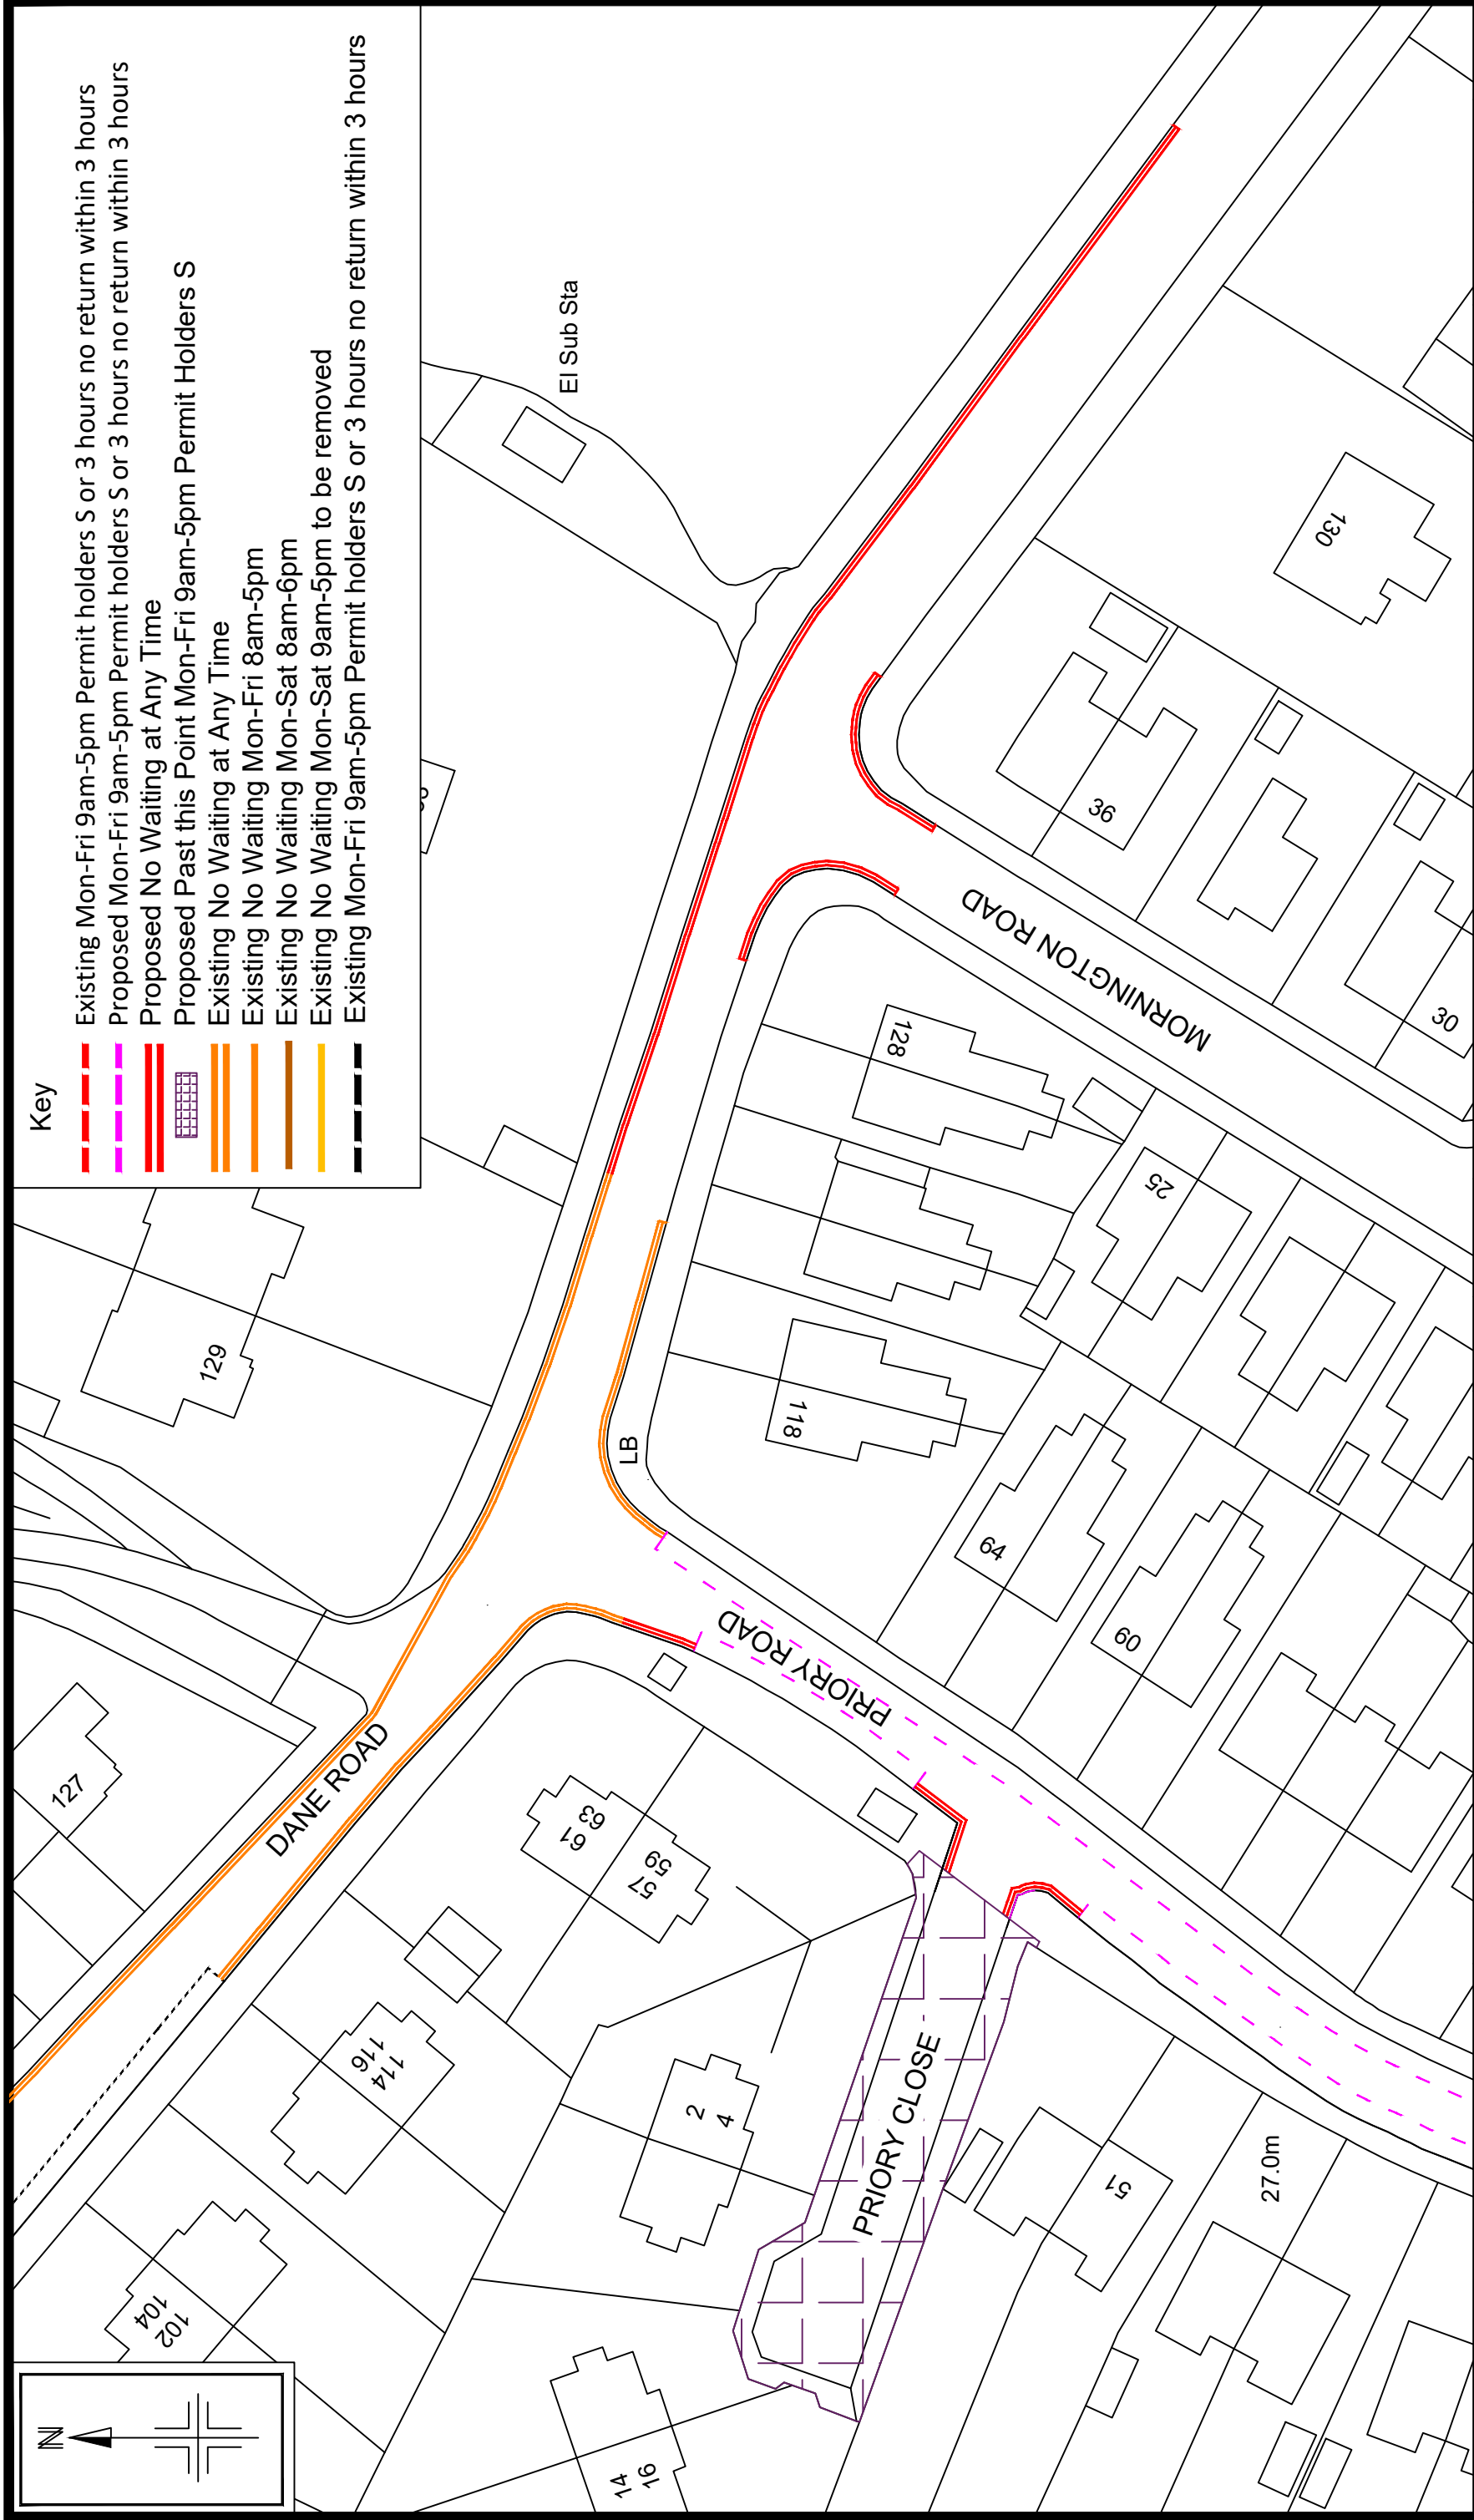 Key
Existing Mon-Fri 9am-5pm Permit holders S or 3 hours no return within 3 hours
Proposed Mon-Fri 9am-5pm Permit holders S or 3 hours no return within 3 hours
Proposed No Waiting at Any Time
Proposed Past this Point Mon-Fri 9am-5pm Permit Holders S
Existing No Waiting at Any Time
Existing No Waiting Mon-Fri 8am-5pm
Existing No Waiting Mon-Sat 8am-6pm
Existing No Waiting Mon-Sat 9am-5pm to be removed
Existing Mon-Fri 9am-5pm Permit holders S or 3 hours no return within 3 hours
N
127
129
El Sub Sta
DANE ROAD
102
104
114
116
61
63
57
59
LB
118
128
MORNINGTON ROAD
36
130
PRIORY ROAD
2
4
14
16
PRIORY CLOSE
64
60
25
30
51
27.0m